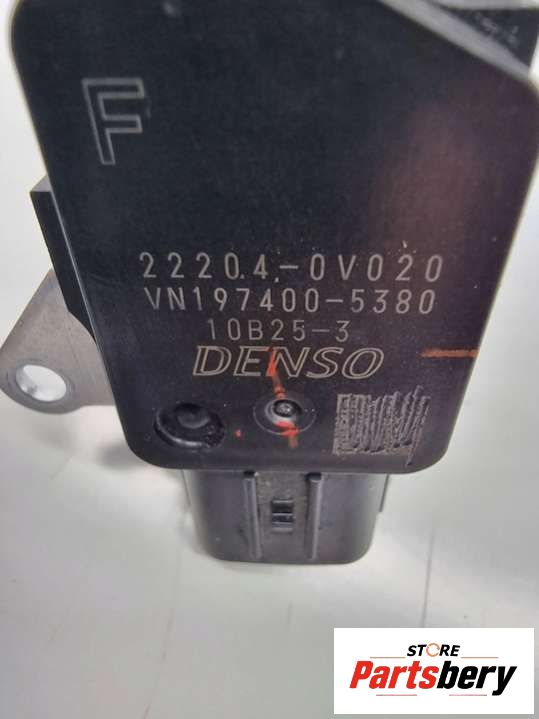 F
22204-0V020
VN197400-5380
10B25-3
DENSO
STORE
Partsbery